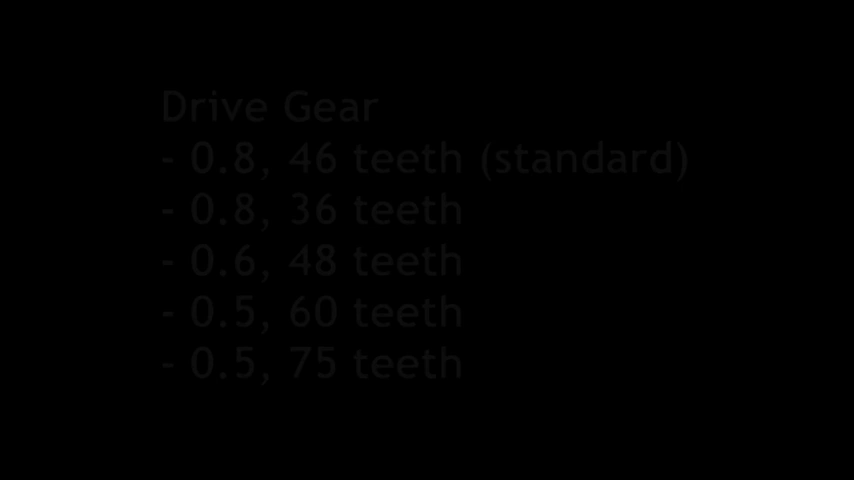 Drive Gear
- 0.8, 46 teeth (standard)
- 0.8, 36 teeth
- 0.6, 48 teeth
- 0.5, 60 teeth
- 0.5, 75 teeth